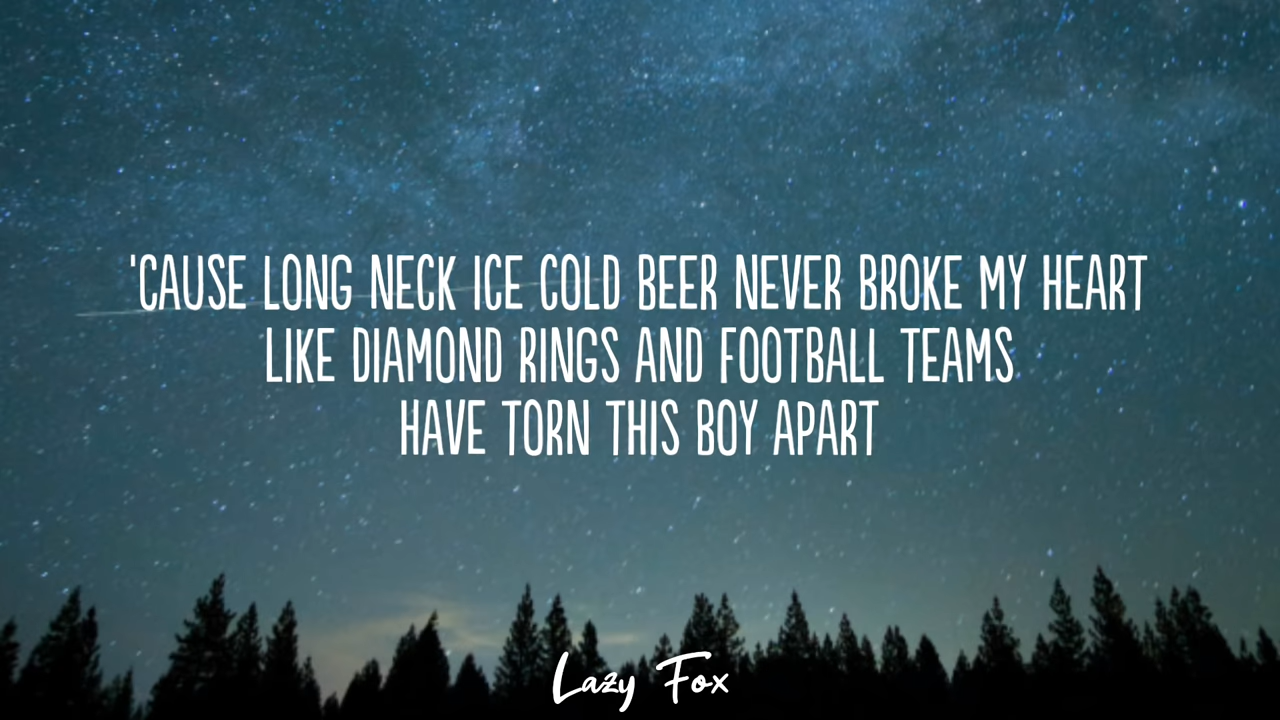 'CAUSE LONG NECK ICE COLD BEER NEVER BROKE MY HEART
LIKE DIAMOND RINGS AND FOOTBALL TEAMS
HAVE TORN THIS BOY APART
Lazy Fox